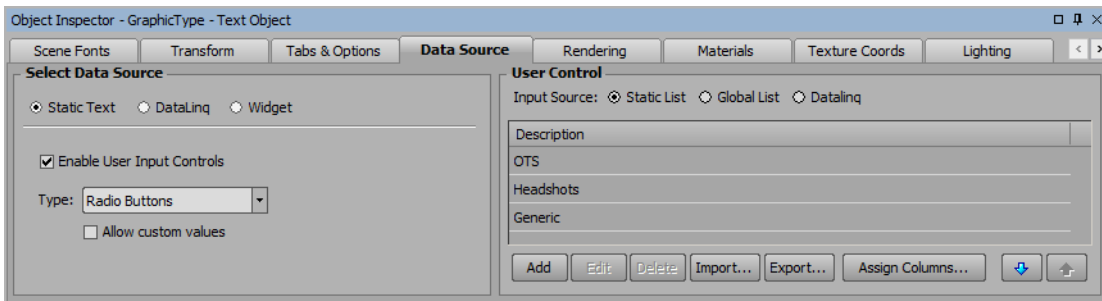 Object Inspector - GraphicType - Text Object
Scene Fonts Transform Tabs & Options Data Source Rendering Materials Texture Coords Lighting
Select Data Source
Static Text DataLinq Widget
Enable User Input Controls
Type: Radio Buttons
Allow custom values
User Control
Input Source: Static List Global List Datalinq
Description
OTS
Headshots
Generic
Add Edit Delete Import... Export... Assign Columns...